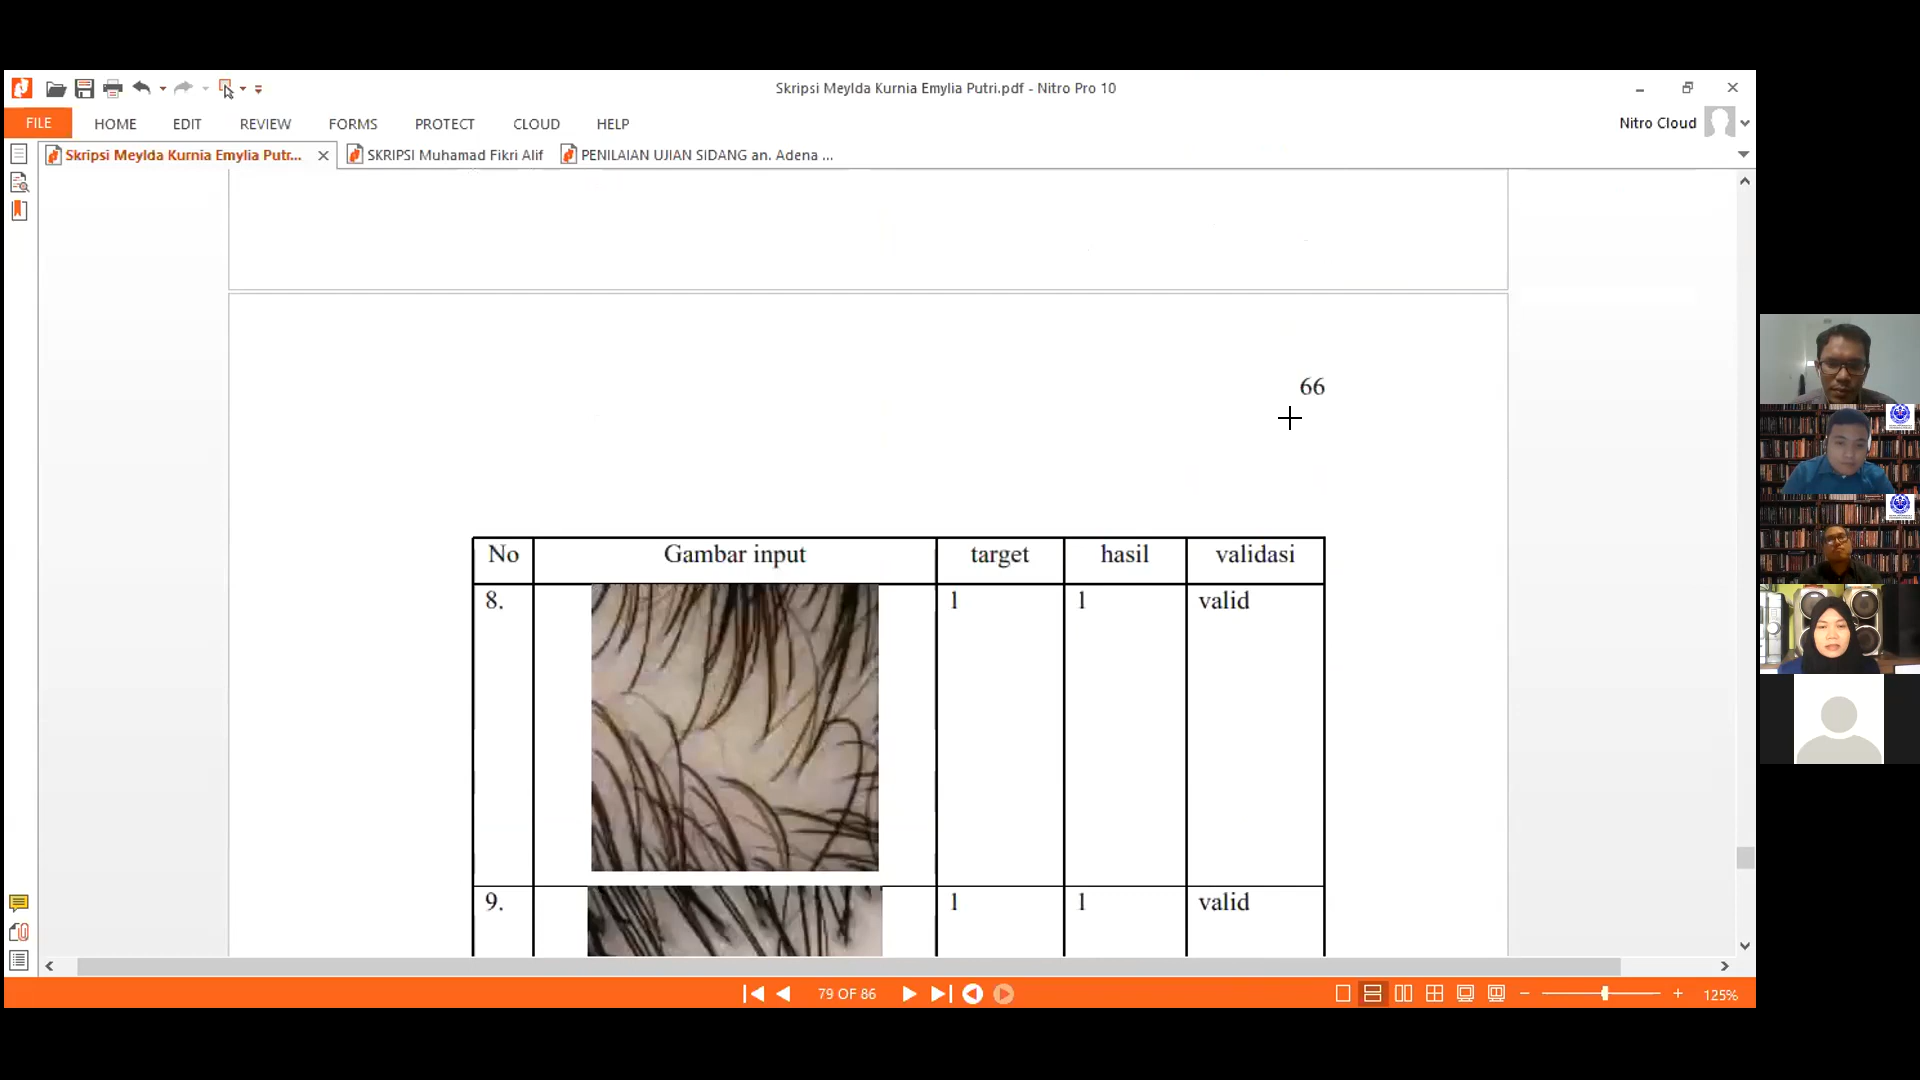 Skripsi Meylda Kurnia Emylia Putri.pdf - Nitro Pro 10
FILE HOME EDIT REVIEW FORMS PROTECT CLOUD HELP
Nitro Cloud
Skripsi Meylda Kurnia Emylia Putr...
SKRIPSI Muhamad Fikri Alif
PENILAIAN UJIAN SIDANG an. Adena ...
66
No Gambar input target hasil validasi
8. 1 1 valid
9. 1 1 valid
79 OF 86
125%